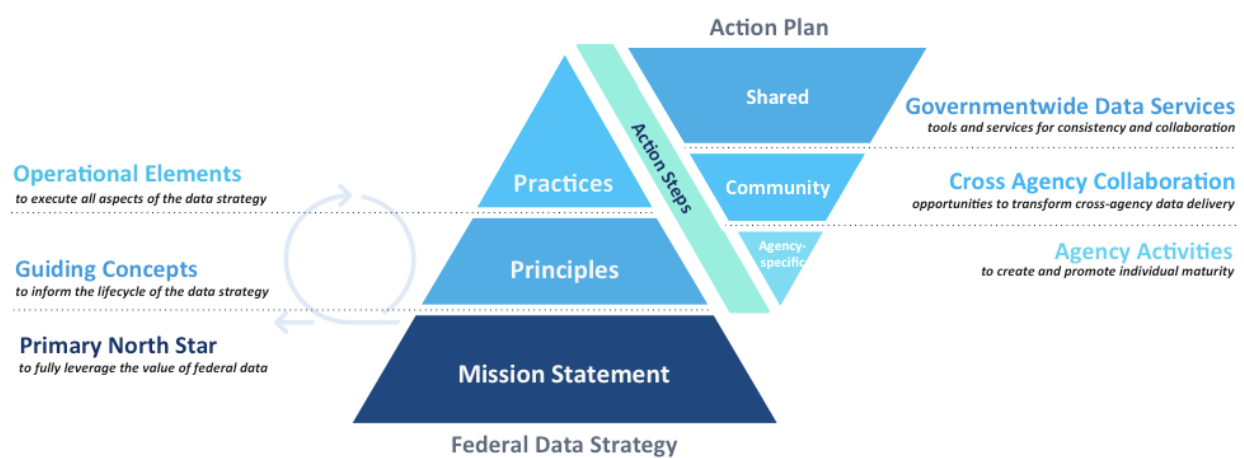 Action Plan
Shared
Governmentwide Data Services
tools and services for consistency and collaboration
Action Steps
Operational Elements
to execute all aspects of the data strategy
Practices
Community
Cross Agency Collaboration
opportunities to transform cross-agency data delivery
Agency-
specific
Agency Activities
to create and promote individual maturity
Guiding Concepts
to inform the lifecycle of the data strategy
Principles
Primary North Star
to fully leverage the value of federal data
Mission Statement
Federal Data Strategy